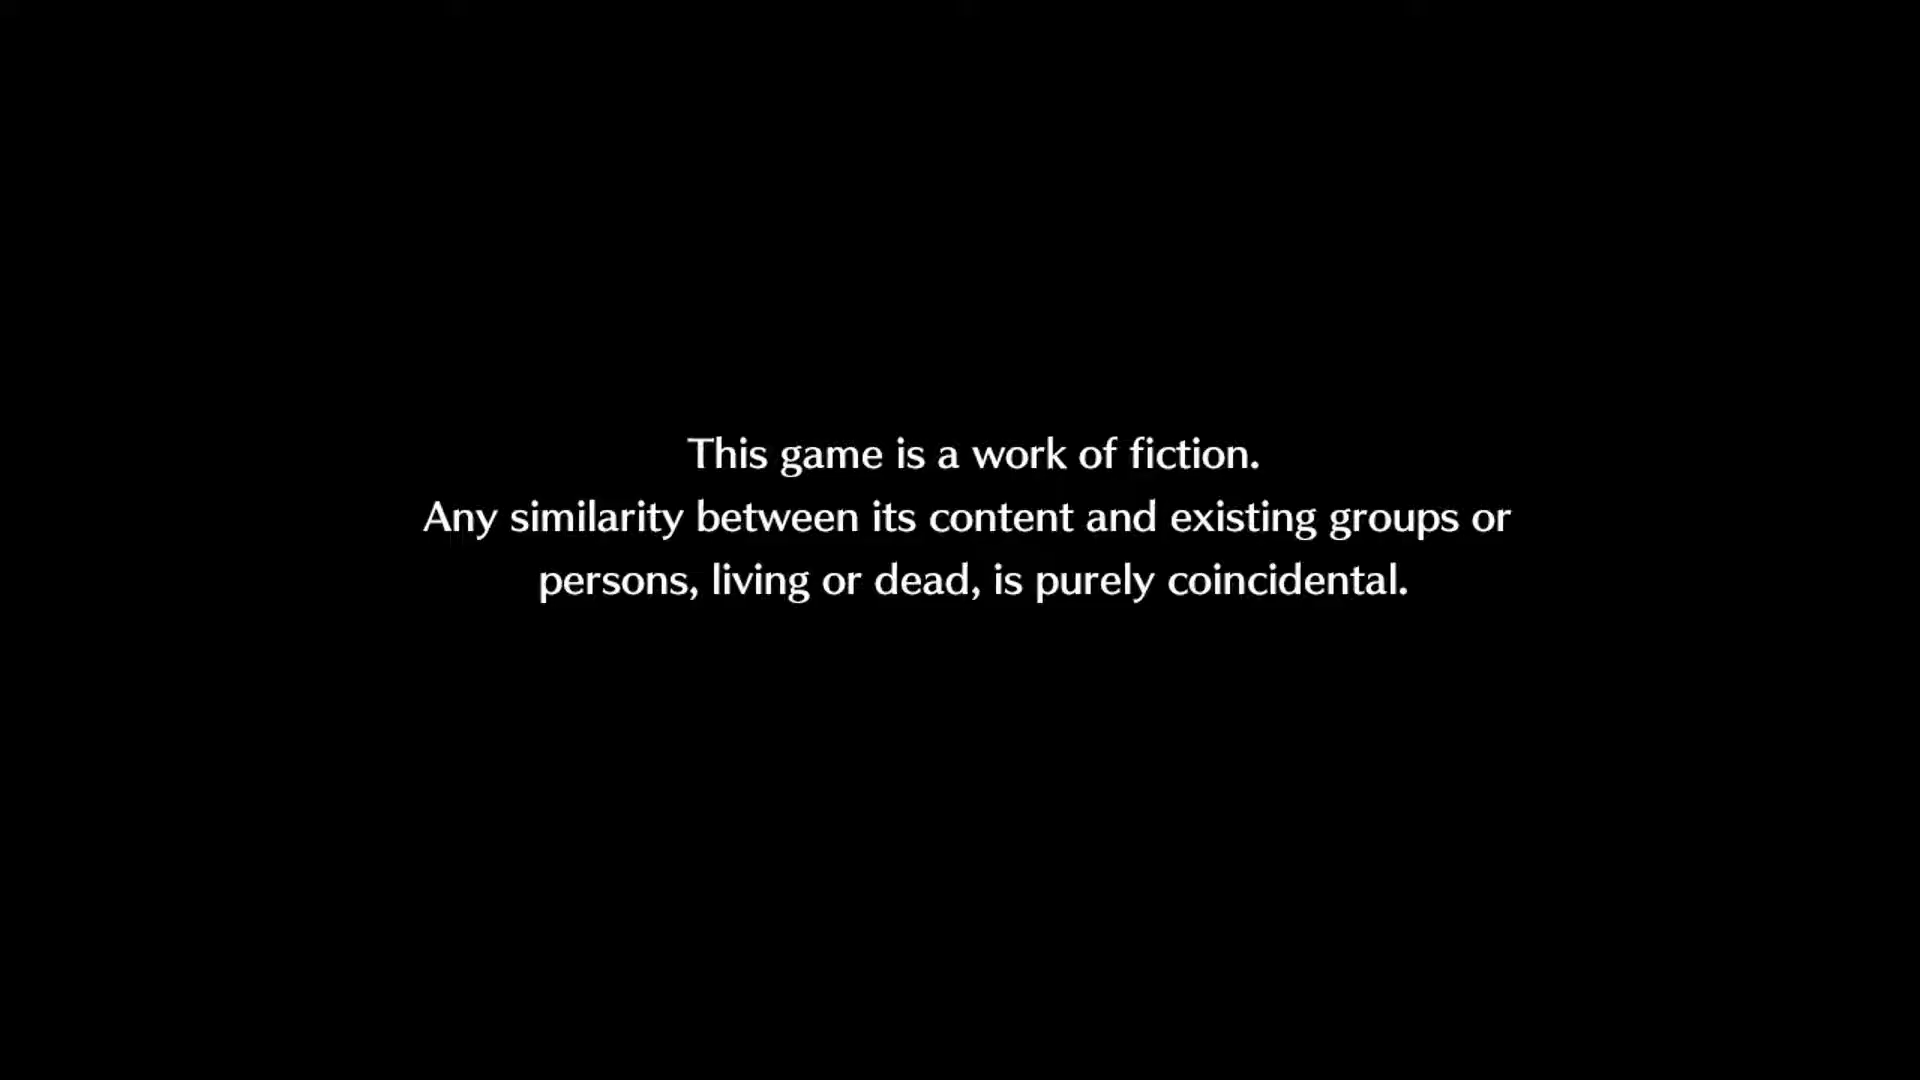 This game is a work of fiction.
Any similarity between its content and existing groups or
persons, living or dead, is purely coincidental.